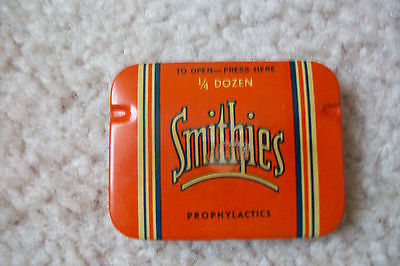 TO OPEN—PRESS HERE
¼ DOZEN
Smithies
PROPHYLACTICS